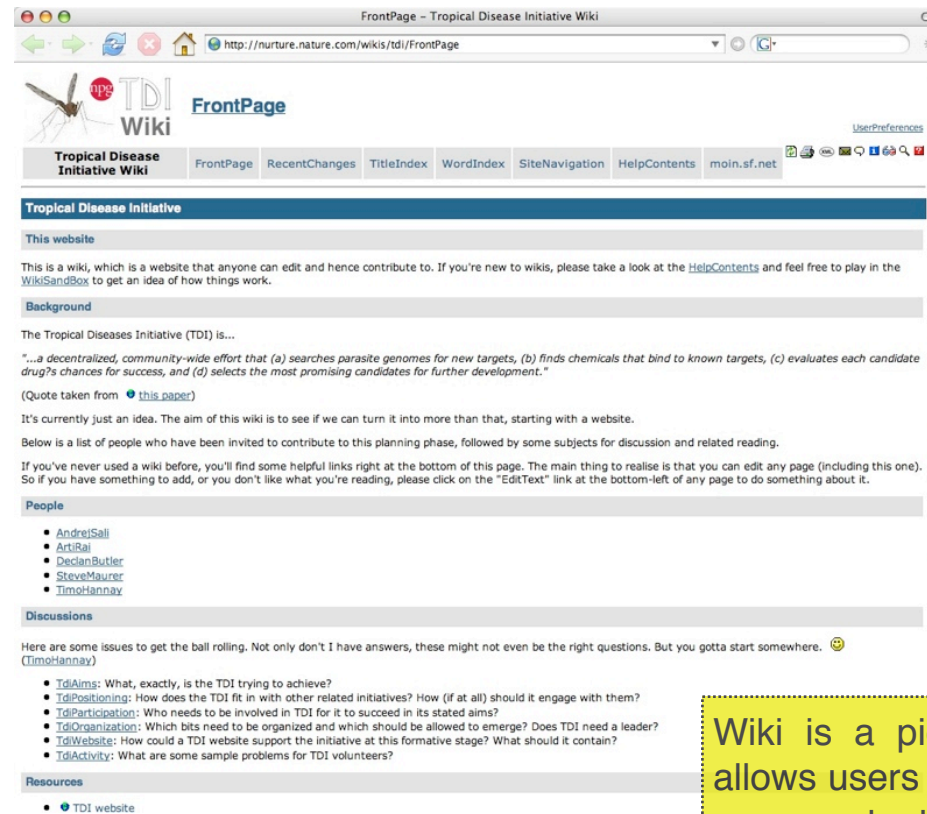 FrontPage – Tropical Disease Initiative Wiki
http://nurture.nature.com/wikis/tdi/FrontPage
G
npg TDI
Wiki
FrontPage
UserPreferences
Tropical Disease
Initiative Wiki
FrontPage RecentChanges TitleIndex WordIndex SiteNavigation HelpContents moin.sf.net
Tropical Disease Initiative
This website
This is a wiki, which is a website that anyone can edit and hence contribute to. If you're new to wikis, please take a look at the HelpContents and feel free to play in the
WikiSandBox to get an idea of how things work.
Background
The Tropical Diseases Initiative (TDI) is...
"...a decentralized, community-wide effort that (a) searches parasite genomes for new targets, (b) finds chemicals that bind to known targets, (c) evaluates each candidate
drug?s chances for success, and (d) selects the most promising candidates for further development."
(Quote taken from this paper)
It's currently just an idea. The aim of this wiki is to see if we can turn it into more than that, starting with a website.
Below is a list of people who have been invited to contribute to this planning phase, followed by some subjects for discussion and related reading.
If you've never used a wiki before, you'll find some helpful links right at the bottom of this page. The main thing to realise is that you can edit any page (including this one).
So if you have something to add, or you don't like what you're reading, please click on the "EditText" link at the bottom-left of any page to do something about it.
People
AndrejSali
ArtiRai
DeclanButler
SteveMaurer
TimoHannay
Discussions
Here are some issues to get the ball rolling. Not only don't I have answers, these might not even be the right questions. But you gotta start somewhere.
(TimoHannay)
TdiAims: What, exactly, is the TDI trying to achieve?
TdiPositioning: How does the TDI fit in with other related initiatives? How (if at all) should it engage with them?
TdiParticipation: Who needs to be involved in TDI for it to succeed in its stated aims?
TdiOrganization: Which bits need to be organized and which should be allowed to emerge? Does TDI need a leader?
TdiWebsite: How could a TDI website support the initiative at this formative stage? What should it contain?
TdiActivity: What are some sample problems for TDI volunteers?
Resources
TDI website
Wiki is a pi
allows users